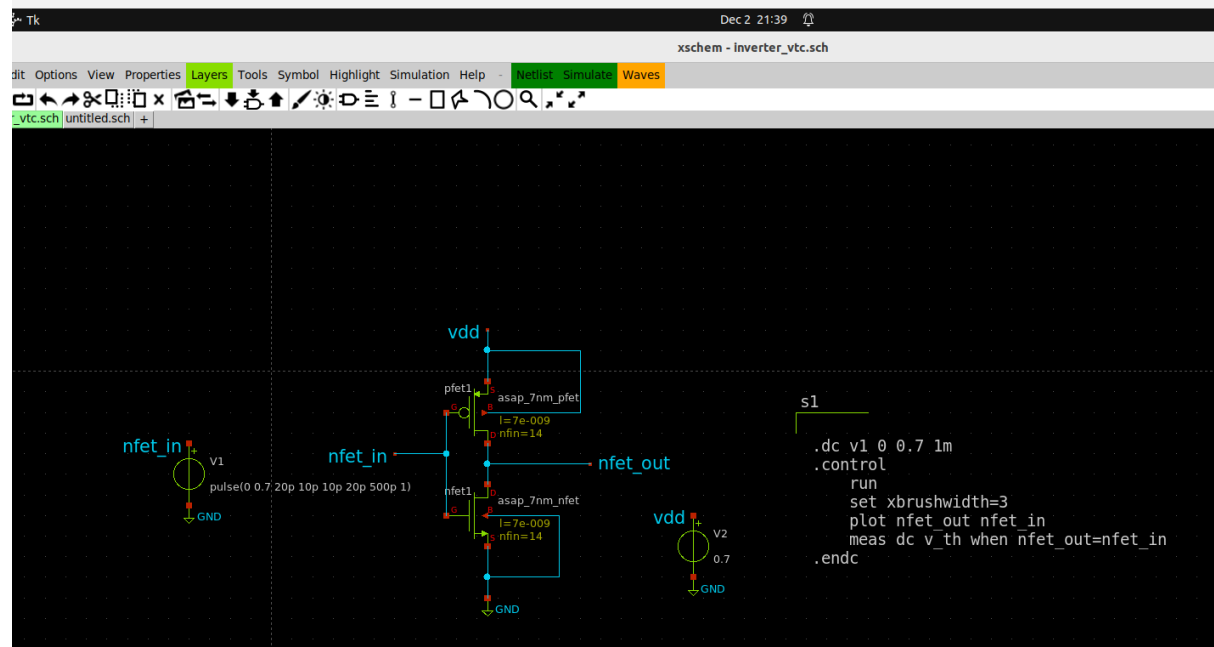 Tk
Dec 2 21:39
xschem - inverter_vtc.sch
dit Options View Properties Layers Tools Symbol Highlight Simulation Help - Netlist Simulate Waves
r_vtc.sch untitled.sch +
vdd
pfet1
S
asap_7nm_pfet
G
B
l=7e-009
nfin=14
D
nfet_in
V1
+
pulse(0 0.7 20p 10p 10p 20p 500p 1)
GND
nfet_in
nfet_out
nfet1
D
asap_7nm_nfet
G
B
l=7e-009
nfin=14
S
GND
vdd
+
V2
0.7
GND
s1
.dc v1 0 0.7 1m
.control
run
set xbrushwidth=3
plot nfet_out nfet_in
meas dc v_th when nfet_out=nfet_in
.endc